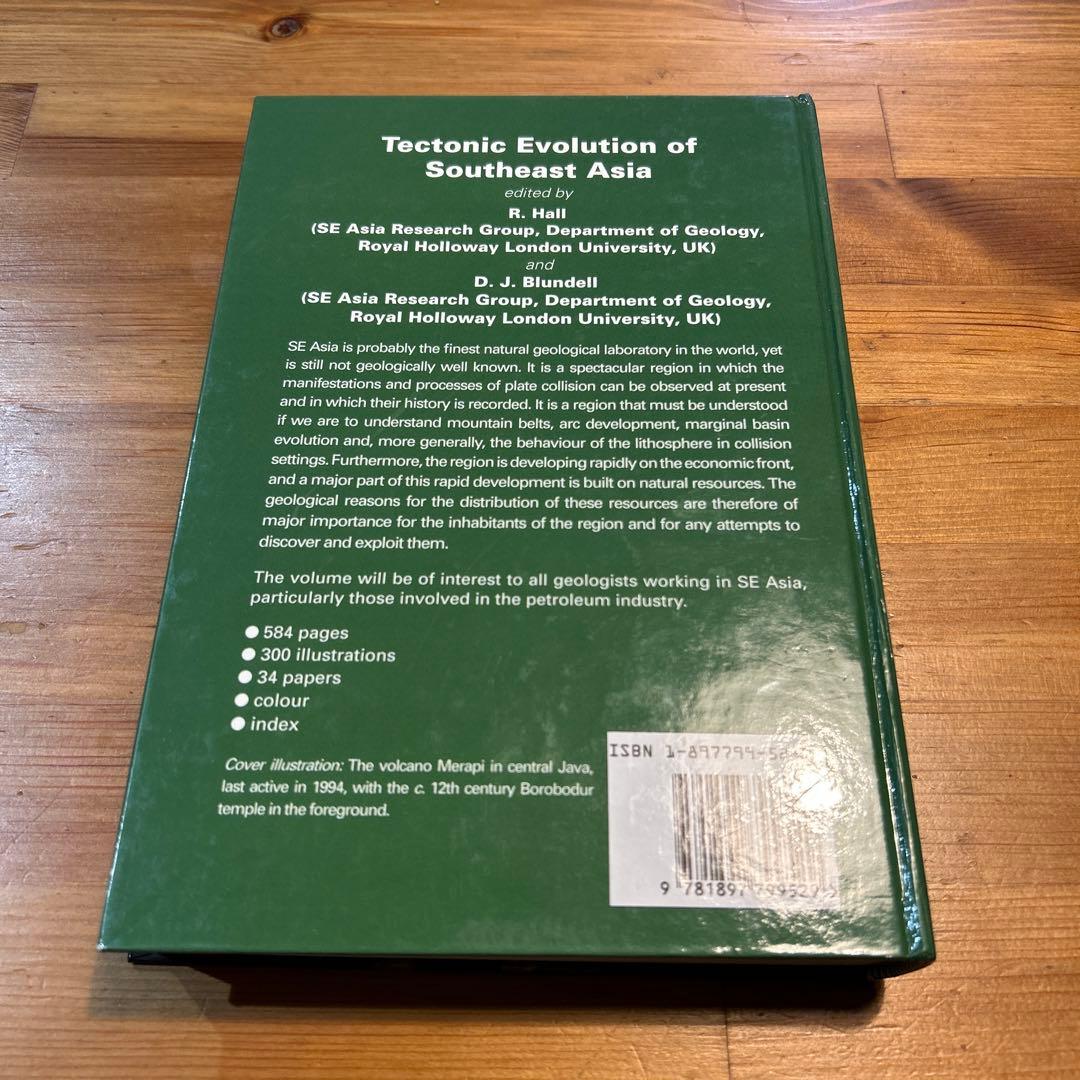 Tectonic Evolution of
Southeast Asia
edited by
R. Hall
(SE Asia Research Group, Department of Geology,
Royal Holloway London University, UK)
and
D. J. Blundell
(SE Asia Research Group, Department of Geology,
Royal Holloway London University, UK)
SE Asia is probably the finest natural geological laboratory in the world, yet
is still not geologically well known. It is a spectacular region in which the
manifestations and processes of plate collision can be observed at present
and in which their history is recorded. It is a region that must be understood
if we are to understand mountain belts, arc development, marginal basin
evolution and, more generally, the behaviour of the lithosphere in collision
settings. Furthermore, the region is developing rapidly on the economic front,
and a major part of this rapid development is built on natural resources. The
geological reasons for the distribution of these resources are therefore of
major importance for the inhabitants of the region and for any attempts to
discover and exploit them.
The volume will be of interest to all geologists working in SE Asia,
particularly those involved in the petroleum industry.
● 584 pages
● 300 illustrations
● 34 papers
● colour
● index
Cover illustration: The volcano Merapi in central Java,
last active in 1994, with the c. 12th century Borobodur
temple in the foreground.
ISBN